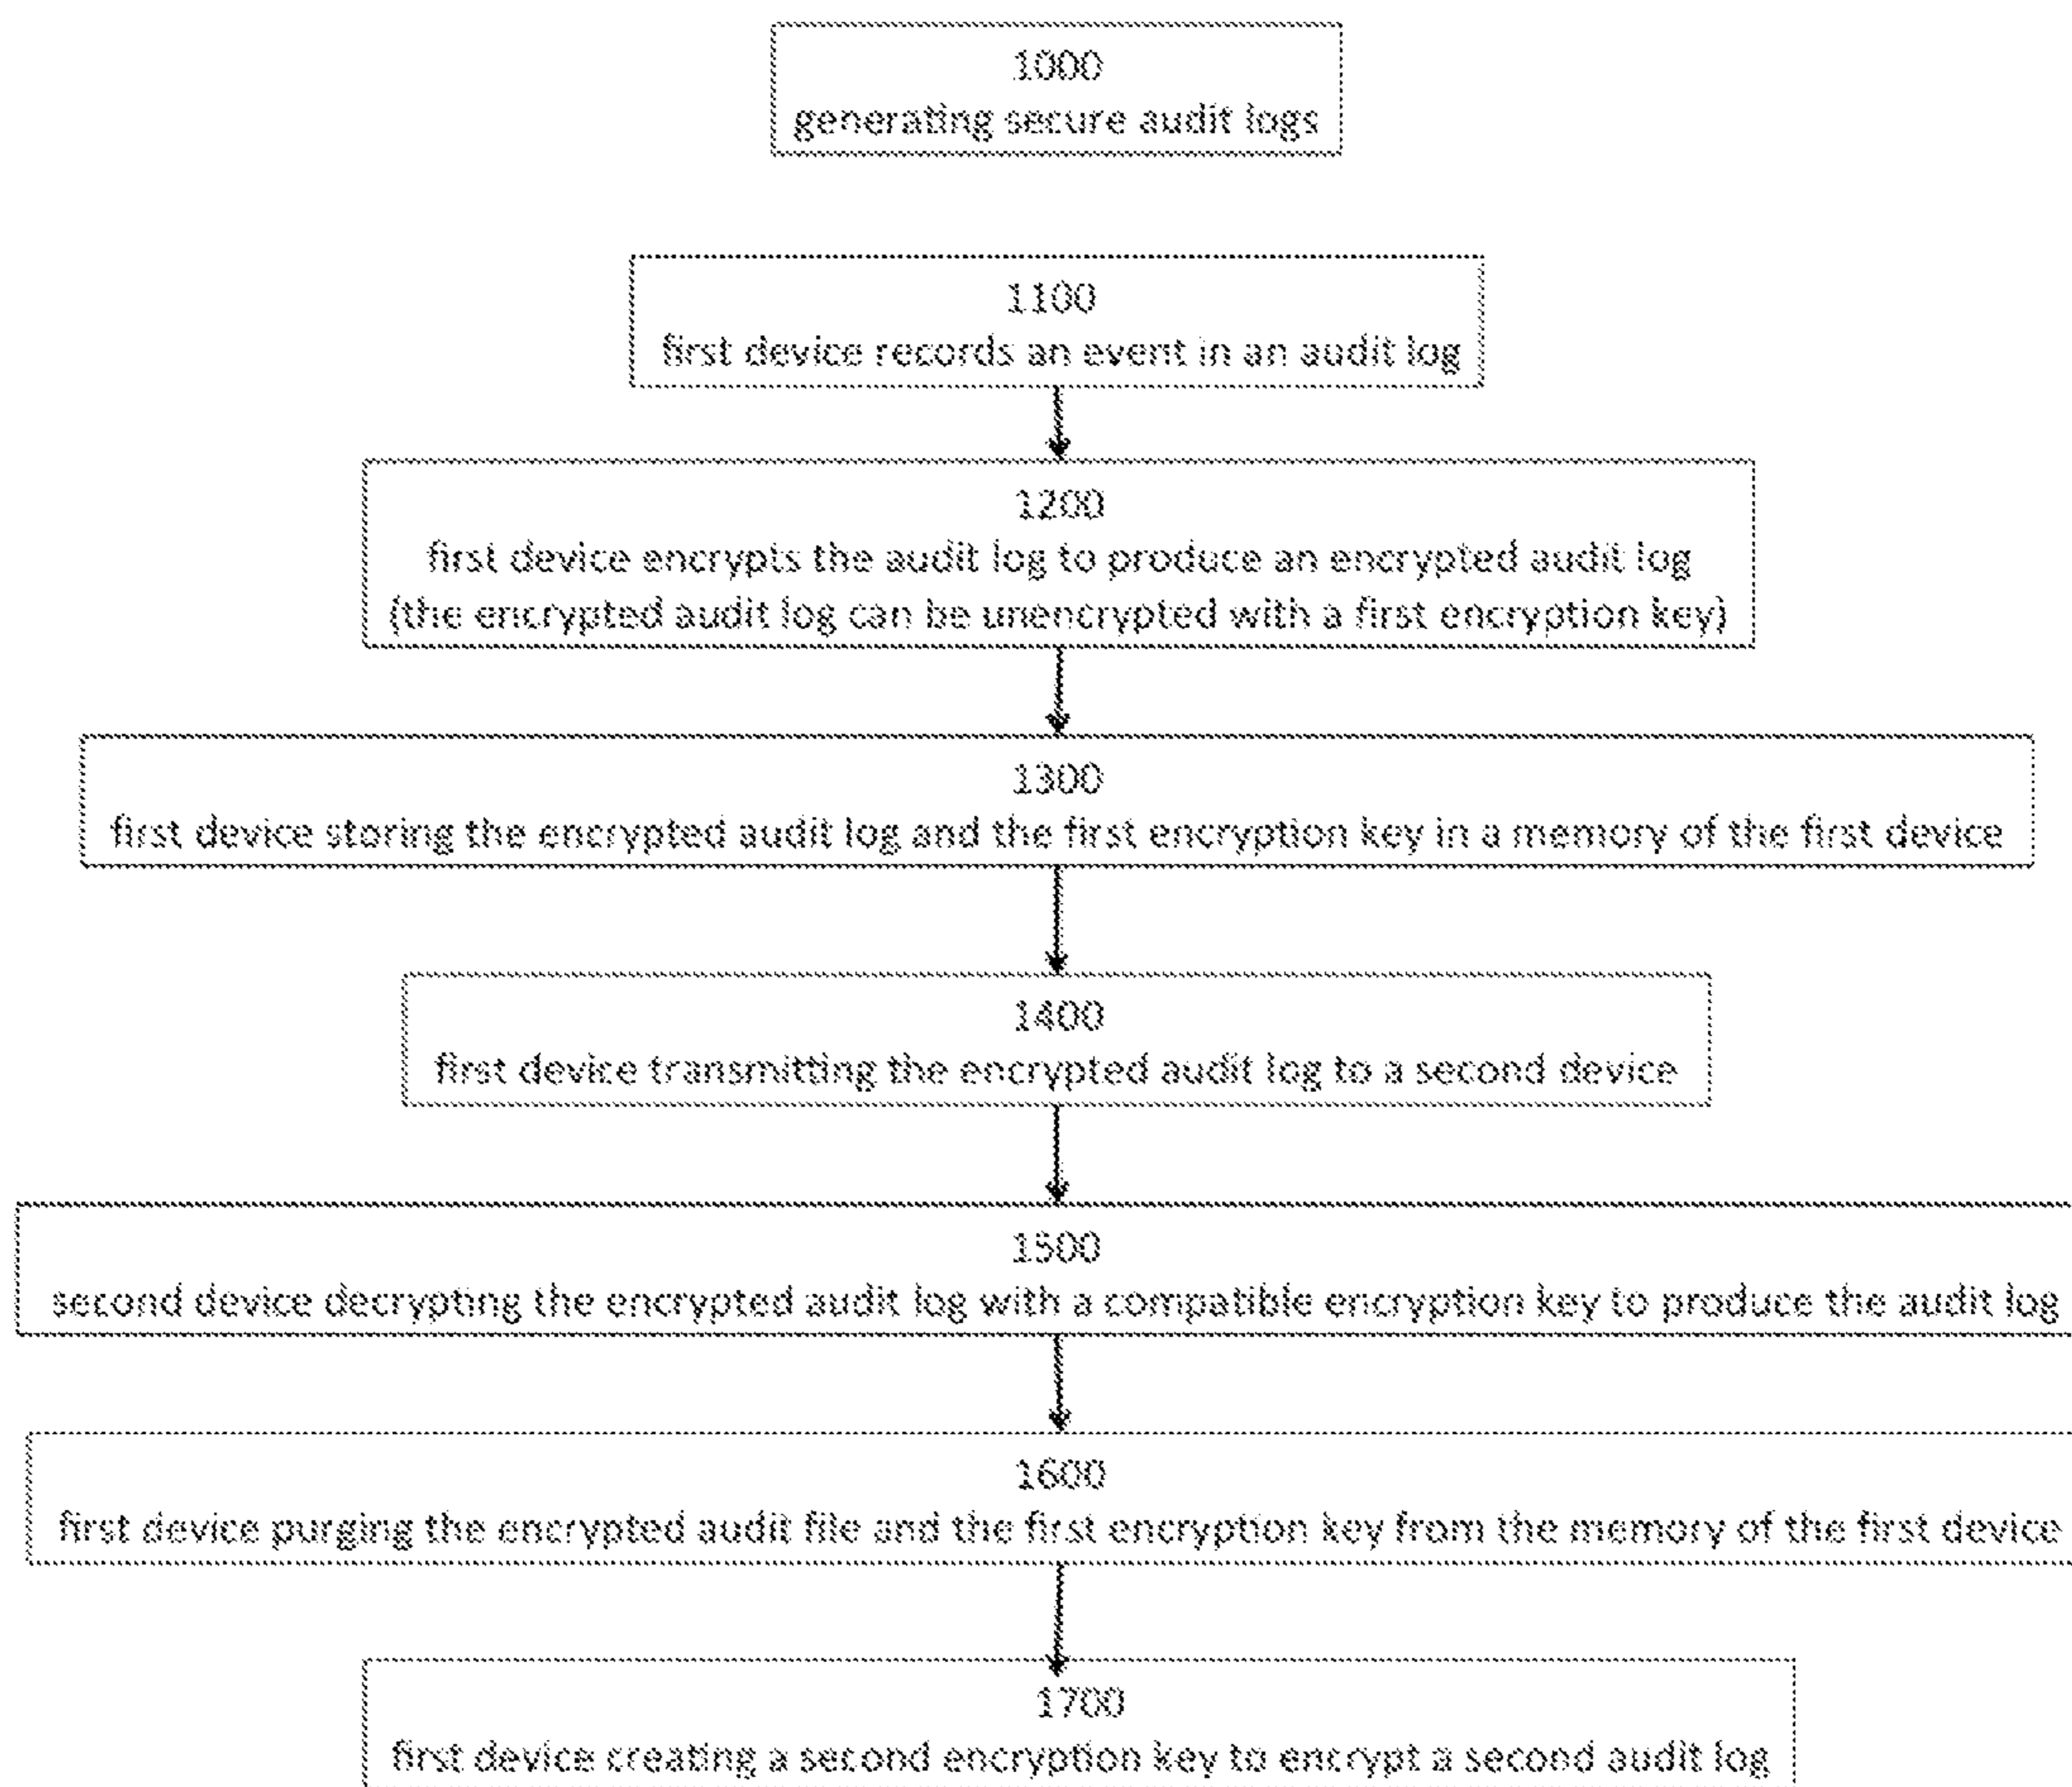 1000
generating secure audit logs
1100
first device records an event in an audit log
1200
first device encrypts the audit log to produce an encrypted audit log
(the encrypted audit log can be unencrypted with a first encryption key)
1300
first device storing the encrypted audit log and the first encryption key in a memory of the first device
1400
first device transmitting the encrypted audit log to a second device
1500
second device decrypting the encrypted audit log with a compatible encryption key to produce the audit log
1600
first device purging the encrypted audit file and the first encryption key from the memory of the first device
1700
first device creating a second encryption key to encrypt a second audit log